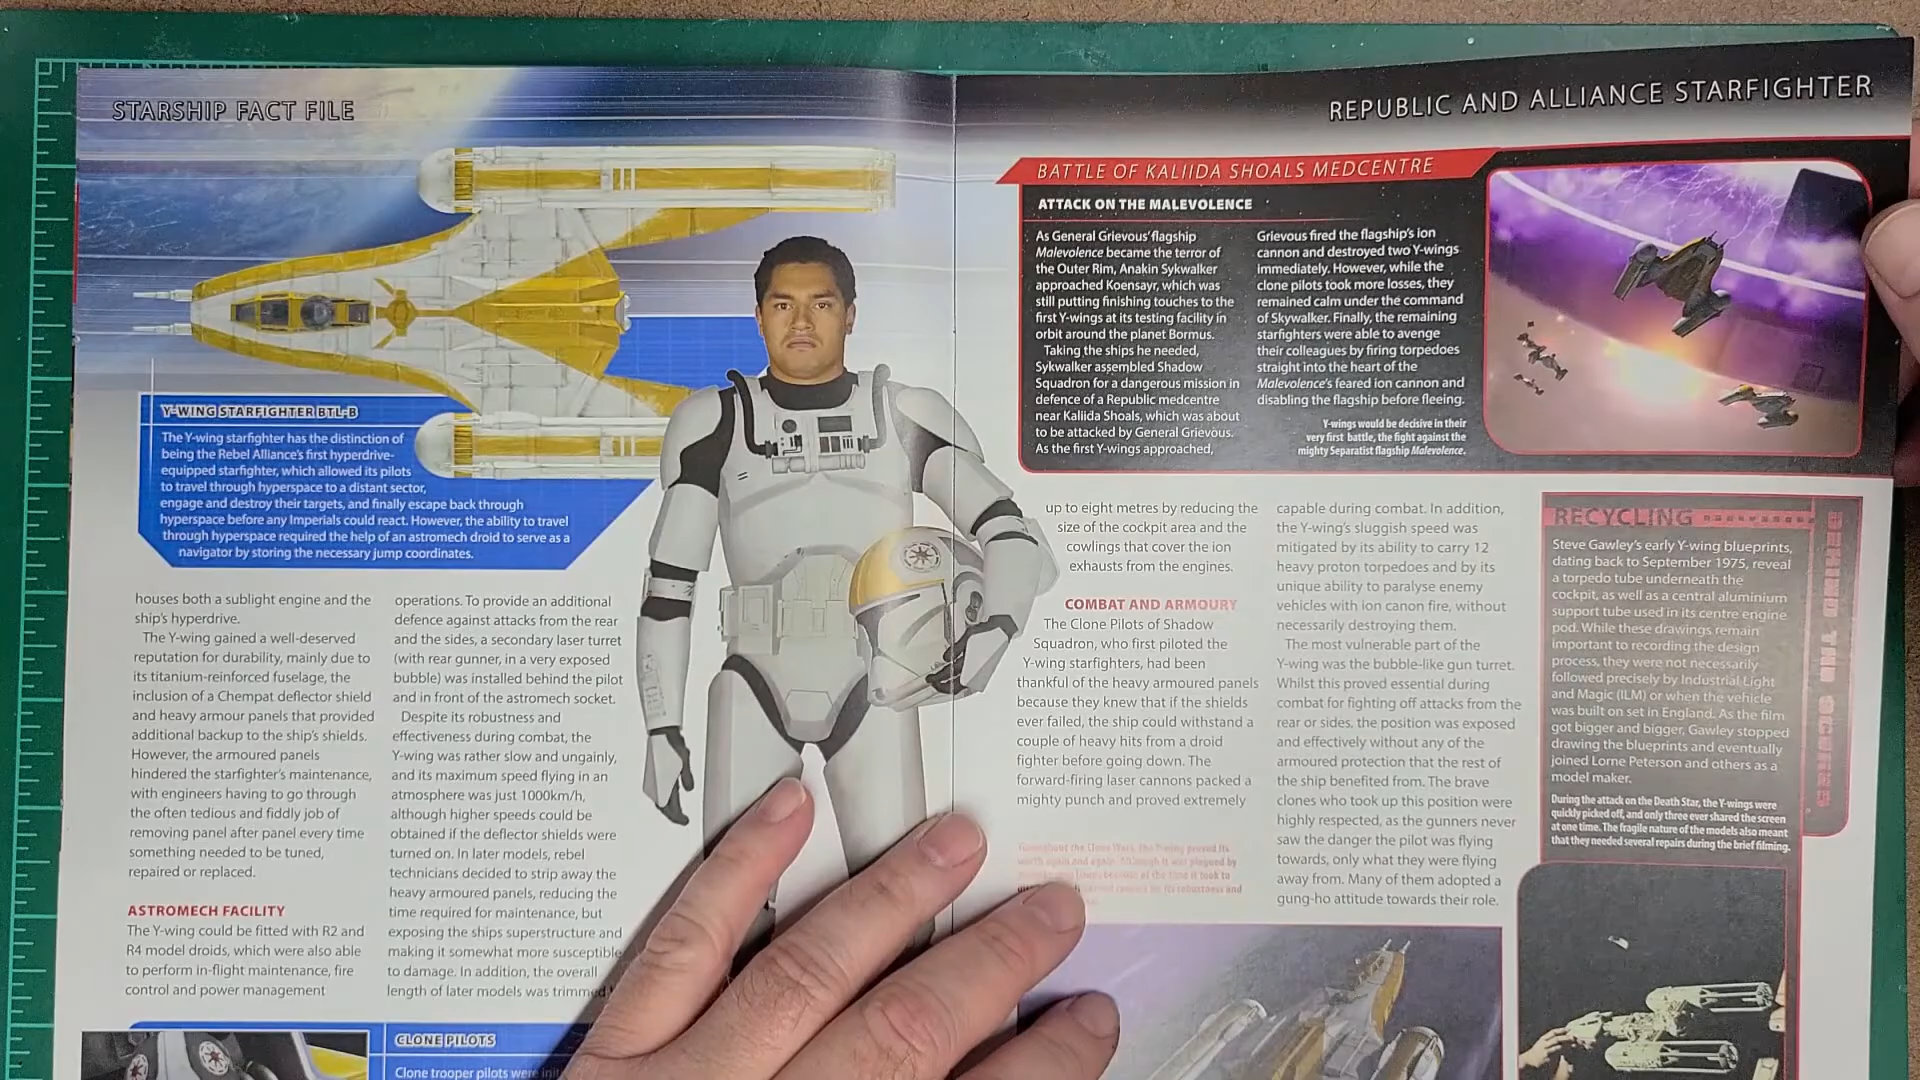 STARSHIP FACT FILE
Y-WING STARFIGHTER BTL-B
The Y-wing starfighter has the distinction of
being the Rebel Alliance's first hyperdrive-
equipped starfighter, which allowed its pilots
to travel through hyperspace to a distant sector,
engage and destroy their targets, and finally escape back through
hyperspace before any Imperials could react. However, the ability to travel
through hyperspace required the help of an astromech droid to serve as a
navigator by storing the necessary jump coordinates.
houses both a sublight engine and the
ship's hyperdrive.
The Y-wing gained a well-deserved
reputation for durability, mainly due to
its titanium-reinforced fuselage, the
inclusion of a Chempat deflector shield
and heavy armour panels that provided
additional backup to the ship's shields.
However, the armoured panels
hindered the starfighter's maintenance,
with engineers having to go through
the often tedious and fiddly job of
removing panel after panel every time
something needed to be tuned,
repaired or replaced.
ASTROMECH FACILITY
The Y-wing could be fitted with R2 and
R4 model droids, which were also able
to perform in-flight maintenance, fire
control and power management
operations. To provide an additional
defence against attacks from the rear
and the sides, a secondary laser turret
(with rear gunner, in a very exposed
bubble) was installed behind the pilot
and in front of the astromech socket.
Despite its robustness and
effectiveness during combat, the
Y-wing was rather slow and ungainly,
and its maximum speed flying in an
atmosphere was just 1000km/h,
although higher speeds could be
obtained if the deflector shields were
turned on. In later models, rebel
technicians decided to strip away the
heavy armoured panels, reducing the
time required for maintenance, but
exposing the ships superstructure and
making it somewhat more susceptible
to damage. In addition, the overall
length of later models was trimmed
CLONE PILOTS
Clone trooper pilots were
REPUBLIC AND ALLIANCE STARFIGHTER
BATTLE OF KALIIDA SHOALS MEDCENTRE
ATTACK ON THE MALEVOLENCE
As General Grievous' flagship
Malevolence became the terror of
the Outer Rim, Anakin Sykwalker
approached Koensayr, which was
still putting finishing touches to the
first Y-wings at its testing facility in
orbit around the planet Bormus.
Taking the ships he needed,
Sykwalker assembled Shadow
Squadron for a dangerous mission in
defence of a Republic medcentre
near Kaliida Shoals, which was about
to be attacked by General Grievous.
As the first Y-wings approached,
Grievous fired the flagship's ion
cannon and destroyed two Y-wings
immediately. However, while the
clone pilots took more losses, they
remained calm under the command
of Skywalker. Finally, the remaining
starfighters were able to avenge
their colleagues by firing torpedoes
straight into the heart of the
Malevolence's feared ion cannon and
disabling the flagship before fleeing.
Y-wings would be decisive in their
very first battle, the fight against the
mighty Separatist flagship Malevolence.
up to eight metres by reducing the
size of the cockpit area and the
cowlings that cover the ion
exhausts from the engines.
COMBAT AND ARMOURY
The Clone Pilots of Shadow
Squadron, who first piloted the
Y-wing starfighters, had been
thankful of the heavy armoured panels
because they knew that if the shields
ever failed, the ship could withstand a
couple of heavy hits from a droid
fighter before going down. The
forward-firing laser cannons packed a
mighty punch and proved extremely
Throughout the Clone Wars, the Y-wing proved its
worth again and again. Although it was plagued by
because of the time it took to
for its robustness and
capable during combat. In addition,
the Y-wing's sluggish speed was
mitigated by its ability to carry 12
heavy proton torpedoes and by its
unique ability to paralyse enemy
vehicles with ion canon fire, without
necessarily destroying them.
The most vulnerable part of the
Y-wing was the bubble-like gun turret.
Whilst this proved essential during
combat for fighting off attacks from the
rear or sides, the position was exposed
and effectively without any of the
armoured protection that the rest of
the ship benefited from. The brave
clones who took up this position were
highly respected, as the gunners never
saw the danger the pilot was flying
towards, only what they were flying
away from. Many of them adopted a
gung-ho attitude towards their role.
RECYCLING
BEHIND THE SCENES
Steve Gawley's early Y-wing blueprints,
dating back to September 1975, reveal
a torpedo tube underneath the
cockpit, as well as a central aluminium
support tube used in its centre engine
pod. While these drawings remain
important to recording the design
process, they were not necessarily
followed precisely by Industrial Light
and Magic (ILM) or when the vehicle
was built on set in England. As the film
got bigger and bigger, Gawley stopped
drawing the blueprints and eventually
joined Lorne Peterson and others as a
model maker.
During the attack on the Death Star, the Y-wings were
quickly picked off, and only three ever shared the screen
at one time. The fragile nature of the models also meant
that they needed several repairs during the brief filming.